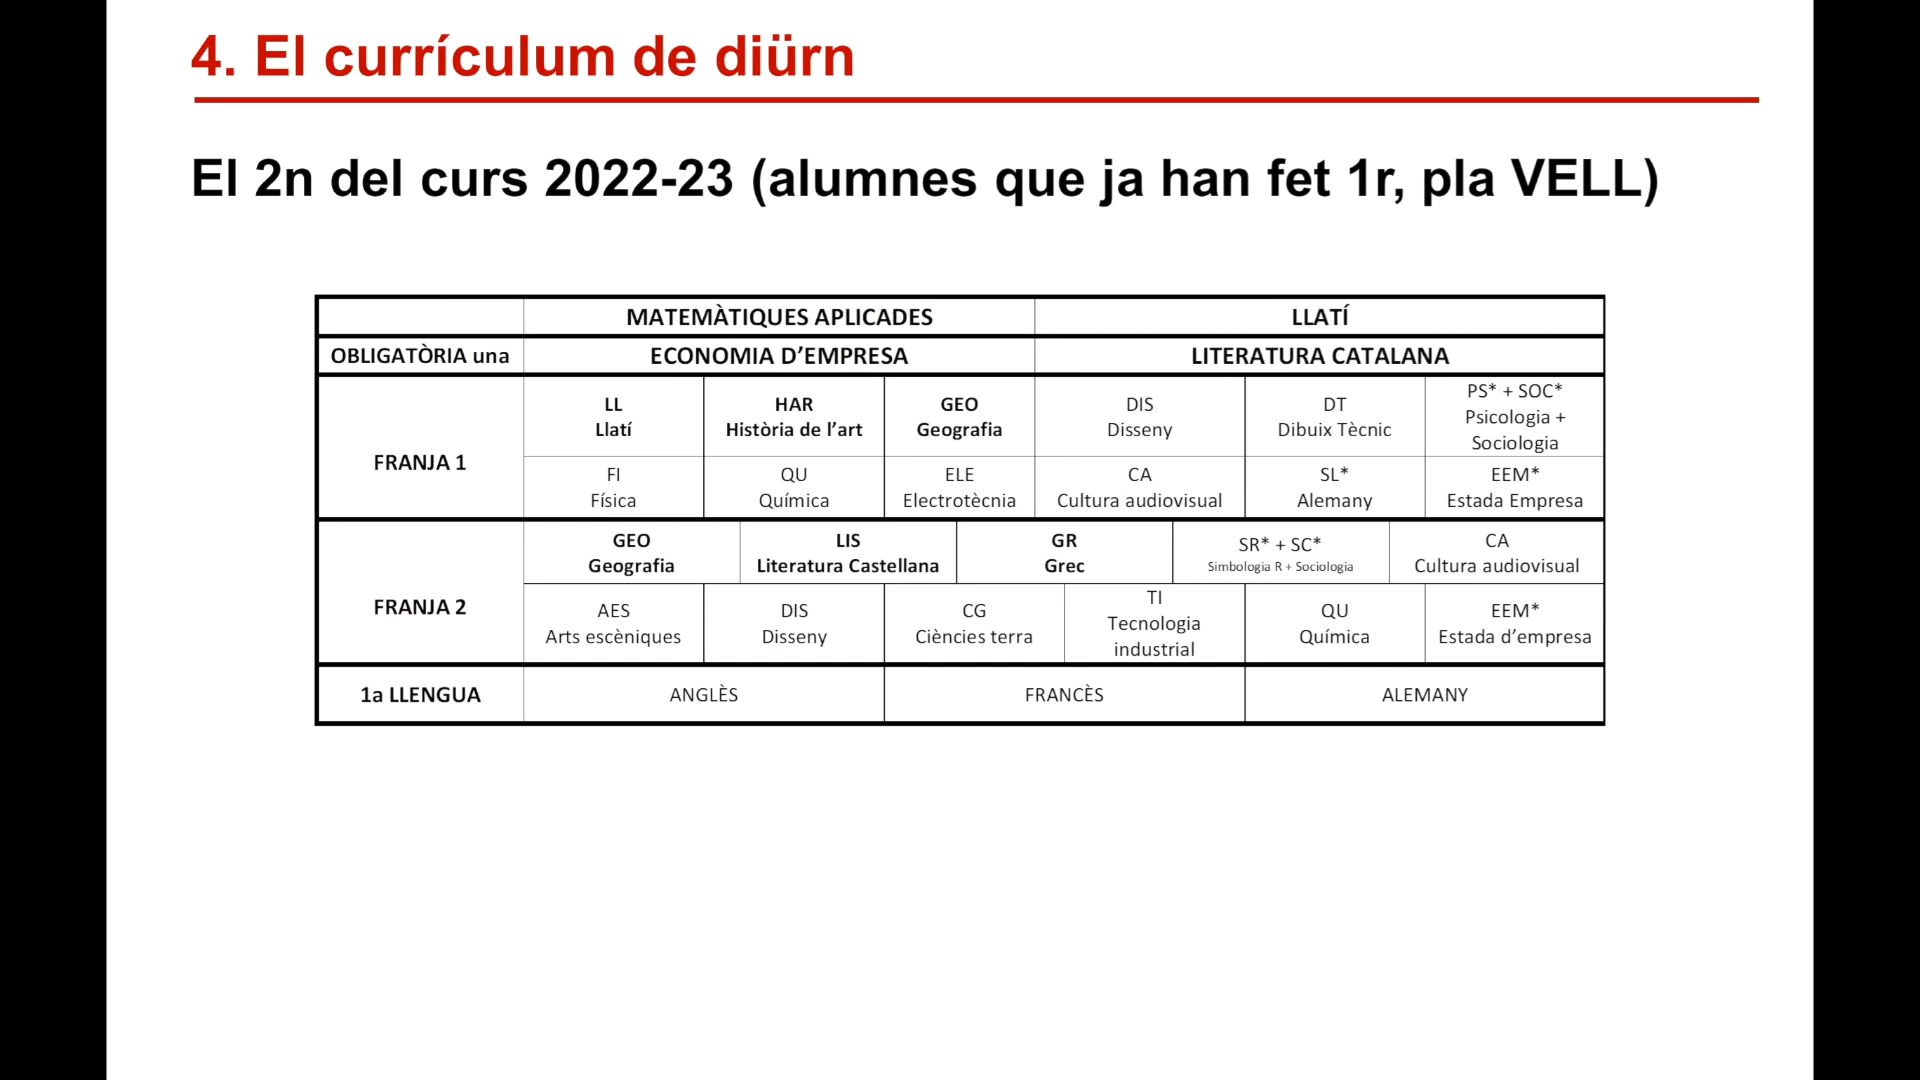 4. El currículum de diürn
El 2n del curs 2022-23 (alumnes que ja han fet 1r, pla VELL)
MATEMÀTIQUES APLICADES LLATÍ
OBLIGATÒRIA una ECONOMIA D’EMPRESA LITERATURA CATALANA
FRANJA 1
LL
Llatí
HAR
Història de l’art
GEO
Geografia
DIS
Disseny
DT
Dibuix Tècnic
PS* + SOC*
Psicologia +
Sociologia
FI
Física
QU
Química
ELE
Electrotècnia
CA
Cultura audiovisual
SL*
Alemany
EEM*
Estada Empresa
FRANJA 2
GEO
Geografia
LIS
Literatura Castellana
GR
Grec
SR* + SC*
Simbologia R + Sociologia
CA
Cultura audiovisual
AES
Arts escèniques
DIS
Disseny
CG
Ciències terra
TI
Tecnologia
industrial
QU
Química
EEM*
Estada d’empresa
1a LLENGUA ANGLÈS FRANCÈS ALEMANY